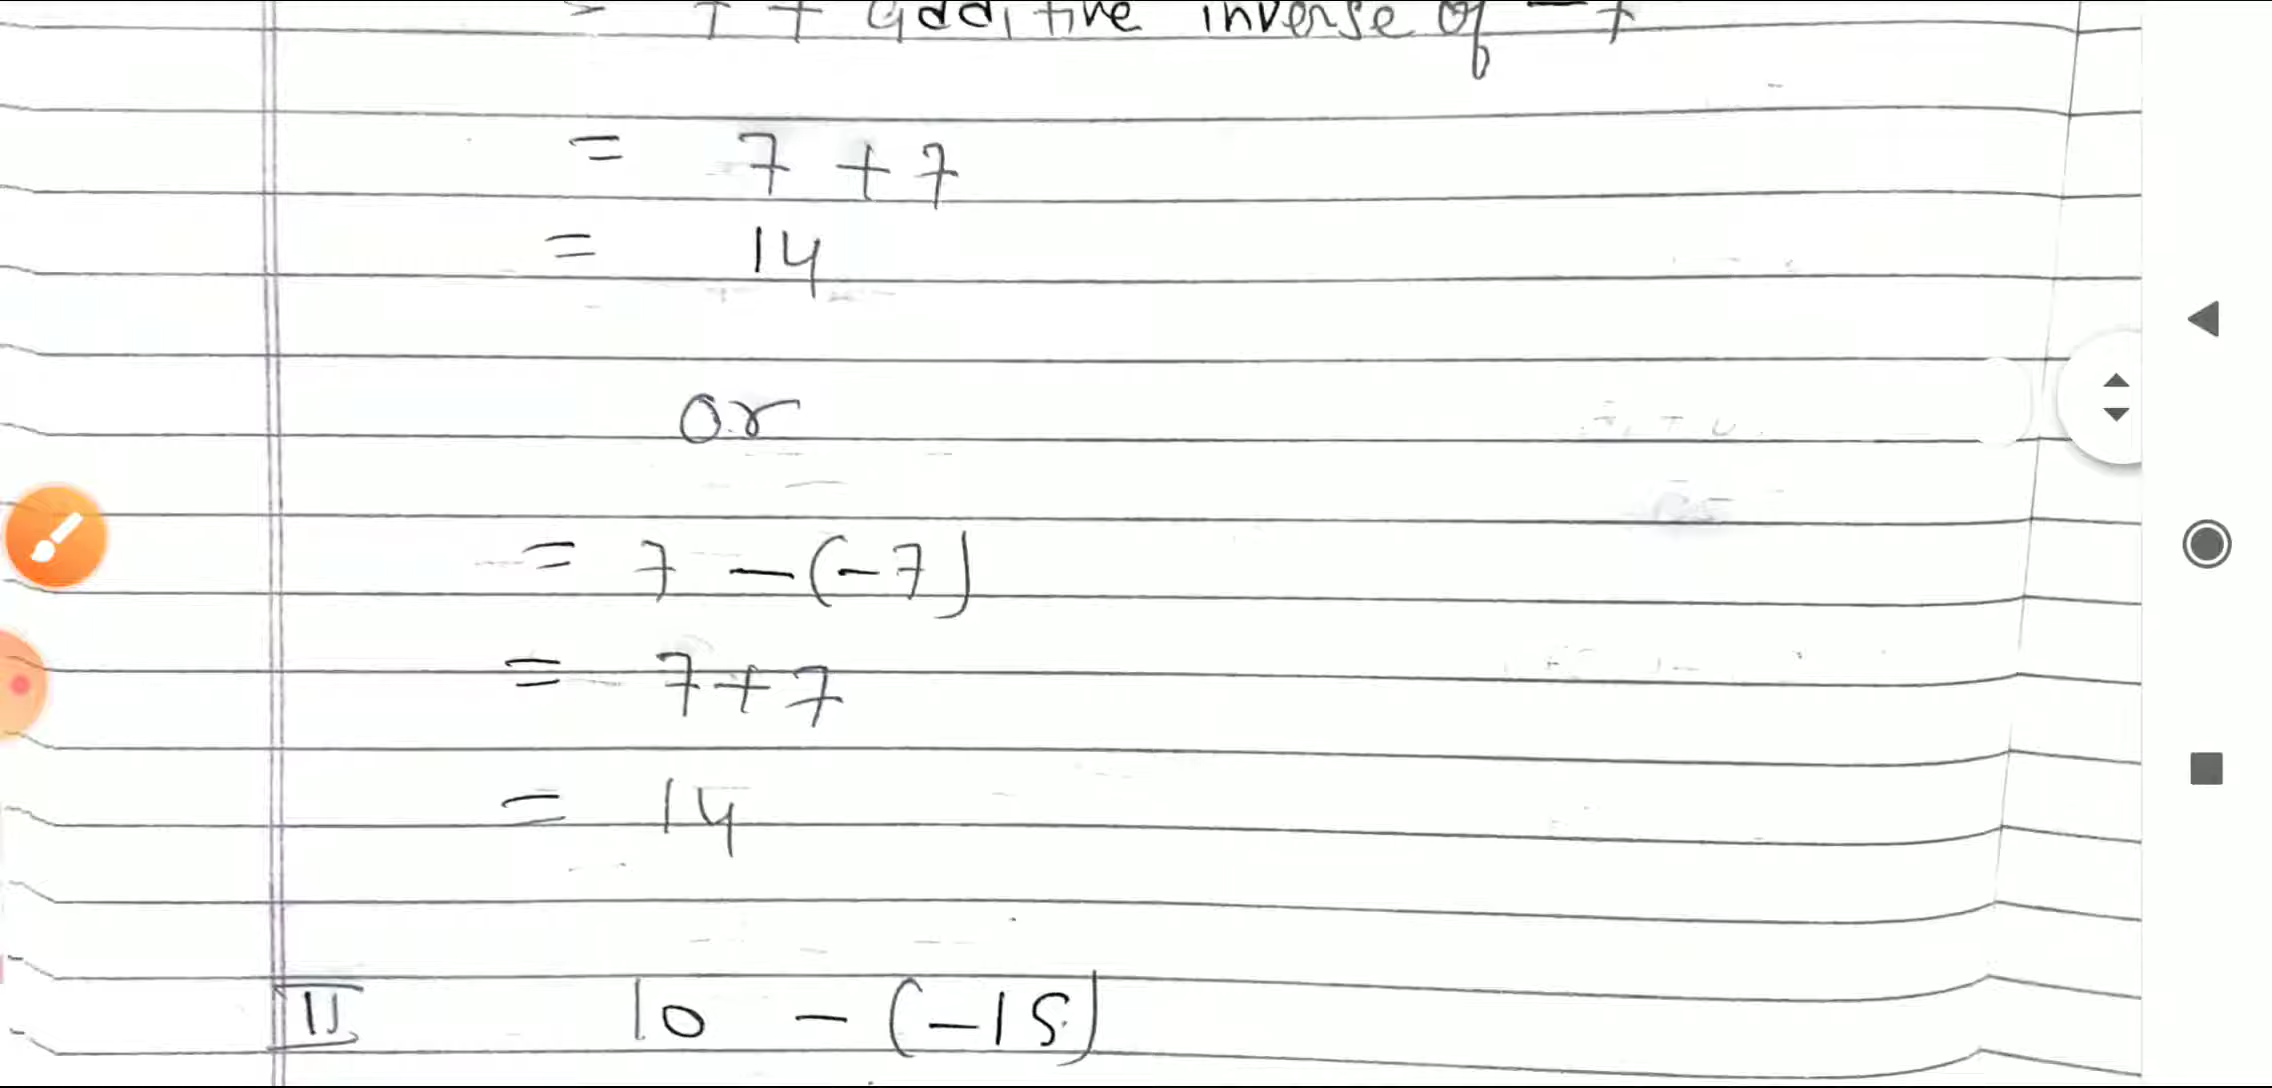 = 7 + additive inverse of -7
= 7 + 7
= 14
or
= 7 - (-7)
= 7 + 7
= 14
II 10 - (-15)